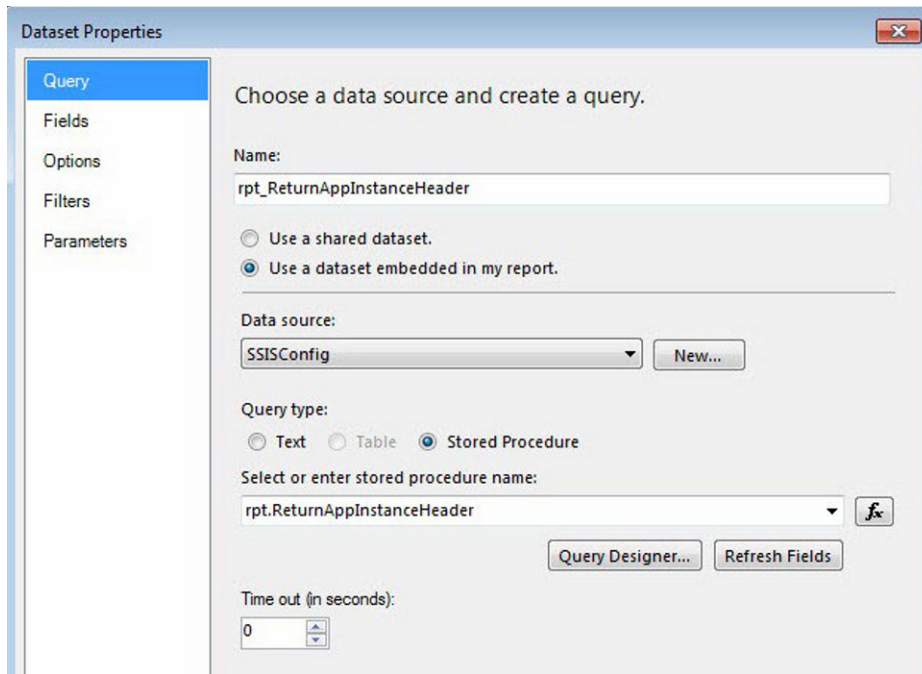 Dataset Properties
Query
Fields
Options
Filters
Parameters
Choose a data source and create a query.
Name:
rpt_ReturnAppInstanceHeader
Use a shared dataset.
Use a dataset embedded in my report.
Data source:
SSISConfig
New...
Query type:
Text Table Stored Procedure
Select or enter stored procedure name:
rpt.ReturnAppInstanceHeader
fx
Query Designer... Refresh Fields
Time out (in seconds):
0